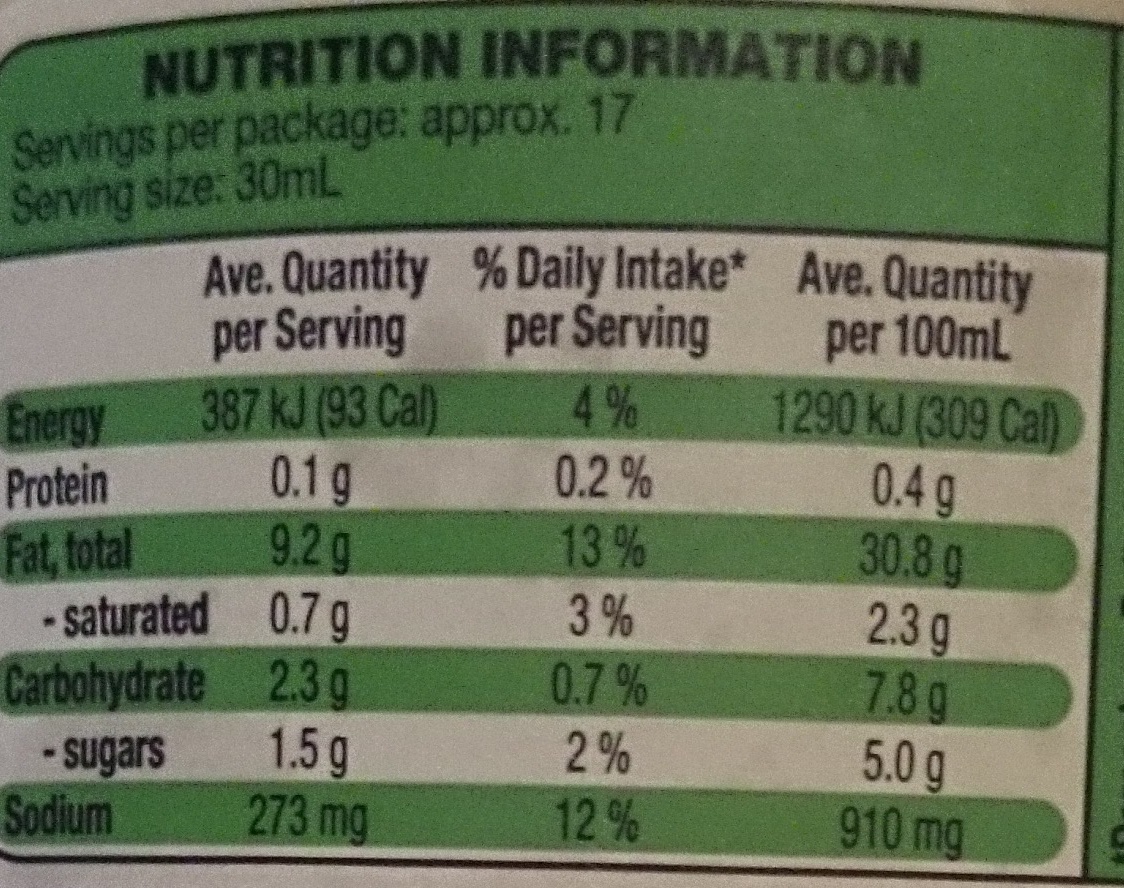 NUTRITION INFORMATION
Servings per package: approx. 17
Serving size: 30mL
Ave. Quantity per Serving % Daily Intake* per Serving Ave. Quantity per 100mL
Energy 387 kJ (93 Cal) 4 % 1290 kJ (309 Cal)
Protein 0.1 g 0.2 % 0.4 g
Fat, total 9.2 g 13 % 30.8 g
- saturated 0.7 g 3 % 2.3 g
Carbohydrate 2.3 g 0.7 % 7.8 g
- sugars 1.5 g 2 % 5.0 g
Sodium 273 mg 12 % 910 mg